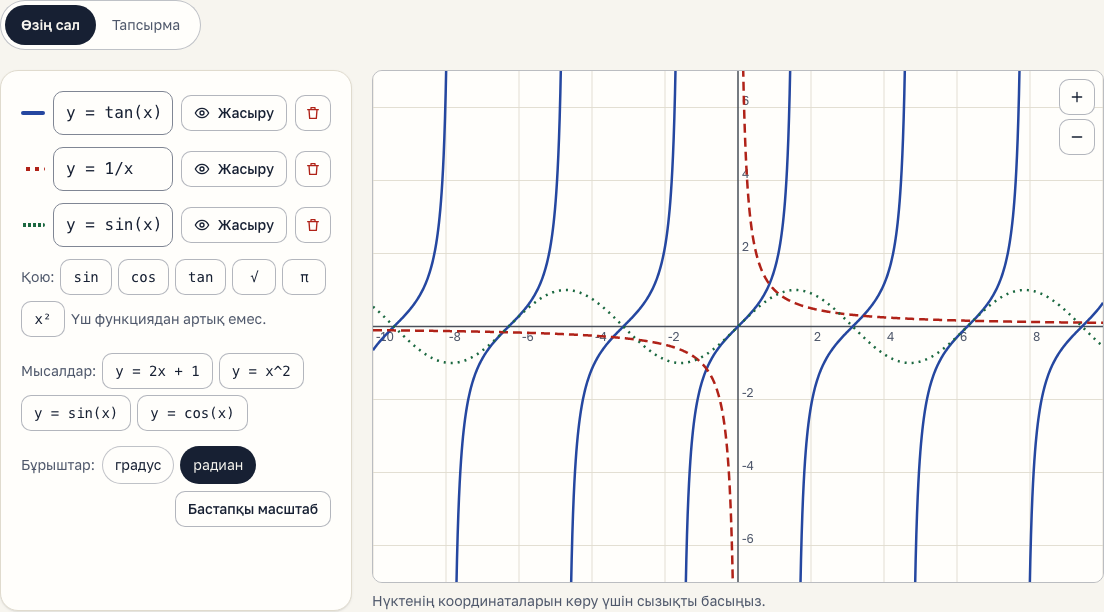 Өзің сал Тапсырма
y = tan(x) Жасыру
y = 1/x Жасыру
y = sin(x) Жасыру
Қою: sin cos tan √ π
x² Үш функциядан артық емес.
Мысалдар: y = 2x + 1 y = x^2
y = sin(x) y = cos(x)
Бұрыштар: градус радиан
Бастапқы масштаб
+
−
6
4
2
-10 -8 -6 -4 -2 2 4 6 8
-2
-4
-6
Нүктенің координаталарын көру үшін сызықты басыңыз.